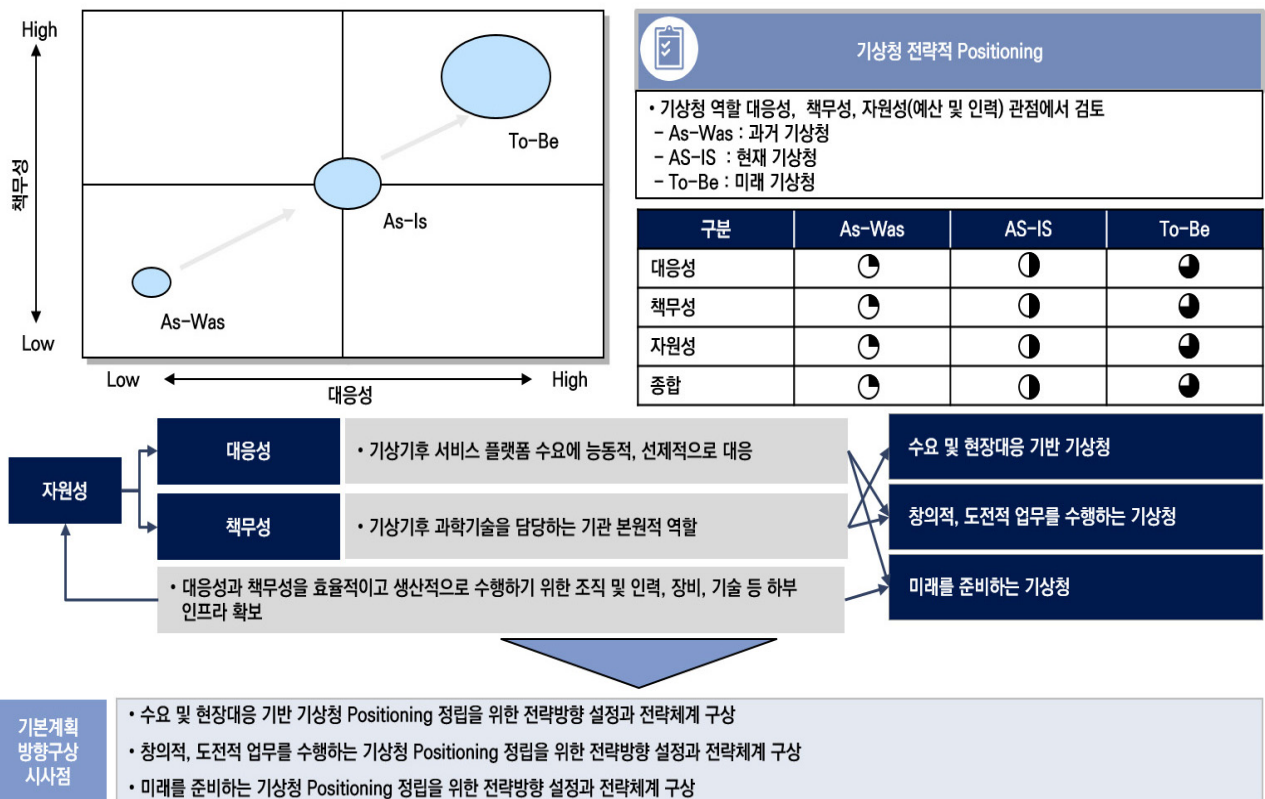 High
책무성
Low
To-Be
As-Is
As-Was
Low
High
대응성
기상청 전략적 Positioning
• 기상청 역할 대응성, 책무성, 자원성(예산 및 인력) 관점에서 검토
- As-Was : 과거 기상청
- AS-IS : 현재 기상청
- To-Be : 미래 기상청
구분 As-Was AS-IS To-Be
대응성
책무성
자원성
종합
자원성
대응성
• 기상기후 서비스 플랫폼 수요에 능동적, 선제적으로 대응
책무성
• 기상기후 과학기술을 담당하는 기관 본원적 역할
• 대응성과 책무성을 효율적이고 생산적으로 수행하기 위한 조직 및 인력, 장비, 기술 등 하부
인프라 확보
수요 및 현장대응 기반 기상청
창의적, 도전적 업무를 수행하는 기상청
미래를 준비하는 기상청
기본계획
방향구상
시사점
• 수요 및 현장대응 기반 기상청 Positioning 정립을 위한 전략방향 설정과 전략체계 구상
• 창의적, 도전적 업무를 수행하는 기상청 Positioning 정립을 위한 전략방향 설정과 전략체계 구상
• 미래를 준비하는 기상청 Positioning 정립을 위한 전략방향 설정과 전략체계 구상